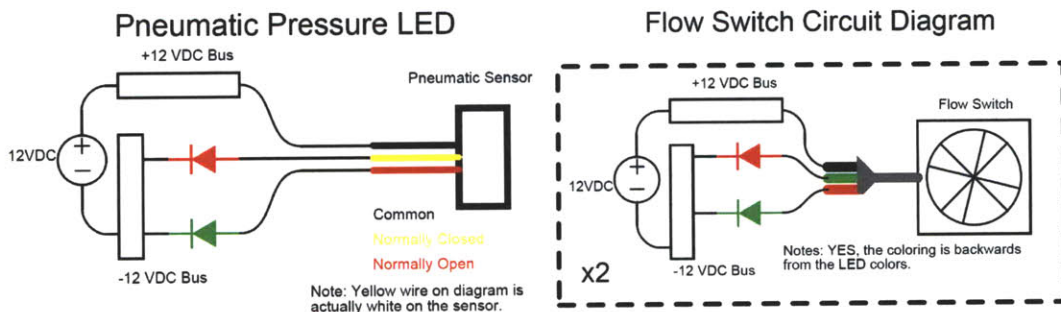 Pneumatic Pressure LED
+12 VDC Bus
Pneumatic Sensor
12VDC
+
−
Common
Normally Closed
Normally Open
-12 VDC Bus
Note: Yellow wire on diagram is
actually white on the sensor.
Flow Switch Circuit Diagram
+12 VDC Bus
Flow Switch
12VDC
+
−
Notes: YES, the coloring is backwards
from the LED colors.
-12 VDC Bus
x2